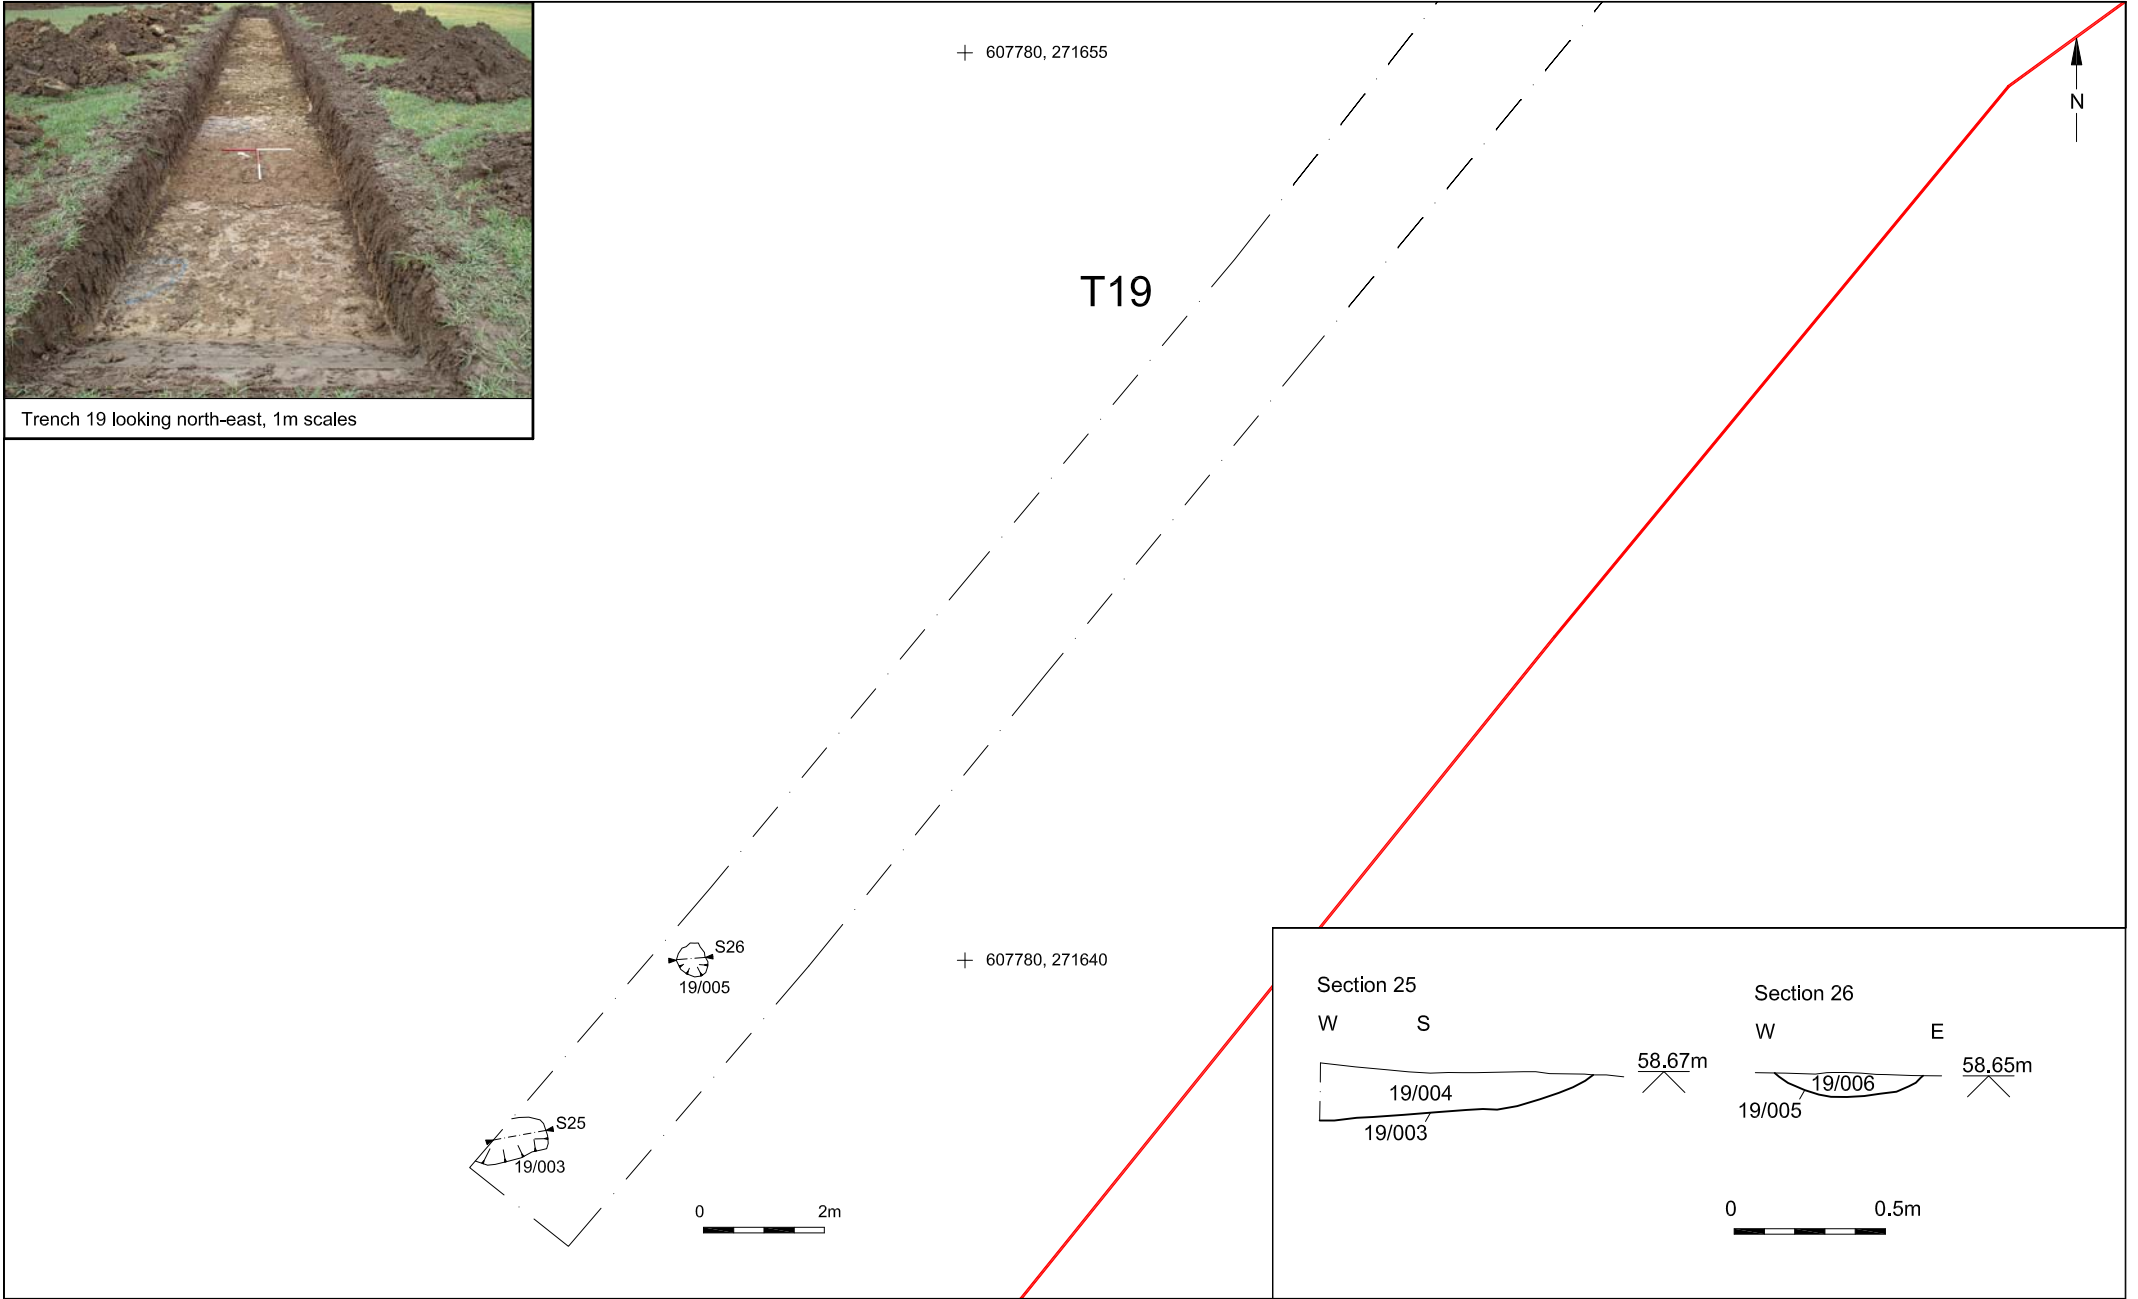 Trench 19 looking north-east, 1m scales
607780, 271655
N
T19
S26
19/005
607780, 271640
S25
19/003
0 2m
Section 25
W S
58.67m
19/004
19/003
Section 26
W E
58.65m
19/006
19/005
0 0.5m